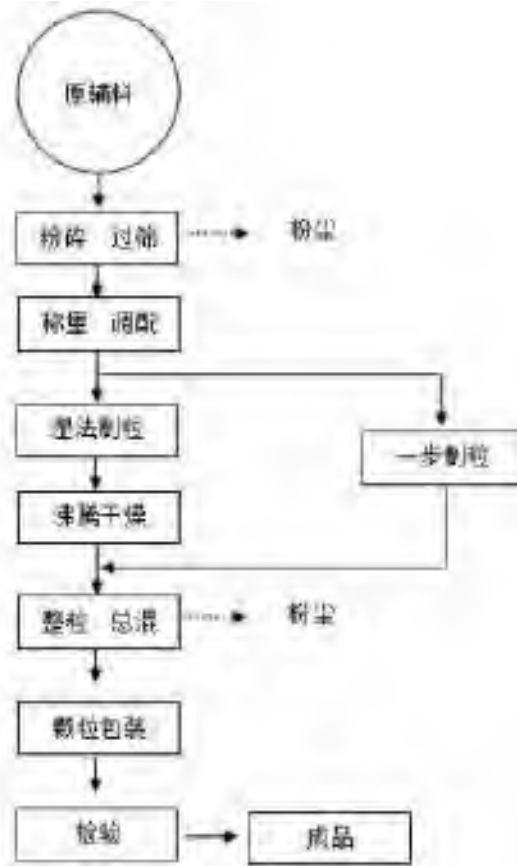 原辅料
粉碎 过筛
粉尘
称量 调配
湿法制粒
一步制粒
沸腾干燥
整粒 总混
粉尘
颗粒包装
检验
成品